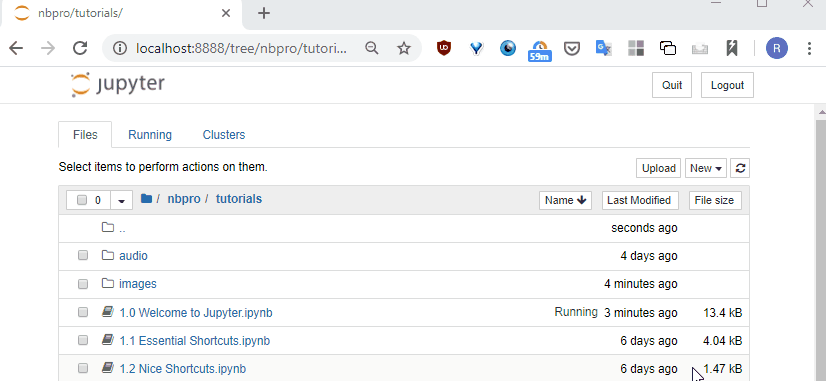 nbpro/tutorials/
localhost:8888/tree/nbpro/tutori...
59m
R
jupyter
Quit
Logout
Files
Running
Clusters
Select items to perform actions on them.
Upload
New
0
/ nbpro / tutorials
Name
Last Modified
File size
..
seconds ago
audio
4 days ago
images
4 minutes ago
1.0 Welcome to Jupyter.ipynb
Running 3 minutes ago
13.4 kB
1.1 Essential Shortcuts.ipynb
6 days ago
4.04 kB
1.2 Nice Shortcuts.ipynb
6 days ago
1.47 kB